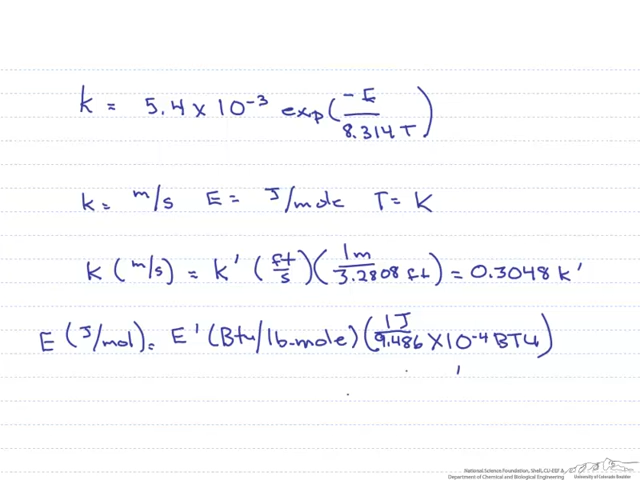 k = 5.4 x 10^-3 exp(-E/8.314T)
k = m/s E = J/mole T = K
K (m/s) = K' (ft/s)(1m/3.2808 ft) = 0.3048 k'
E (J/mol) = E' (Btu/lb-mole)(1J/9.486 x 10^-4 BTU)
National Science Foundation, Shell, CU-EEF A
Department of Chemical and Biological Engineering
University of Colorado Boulder